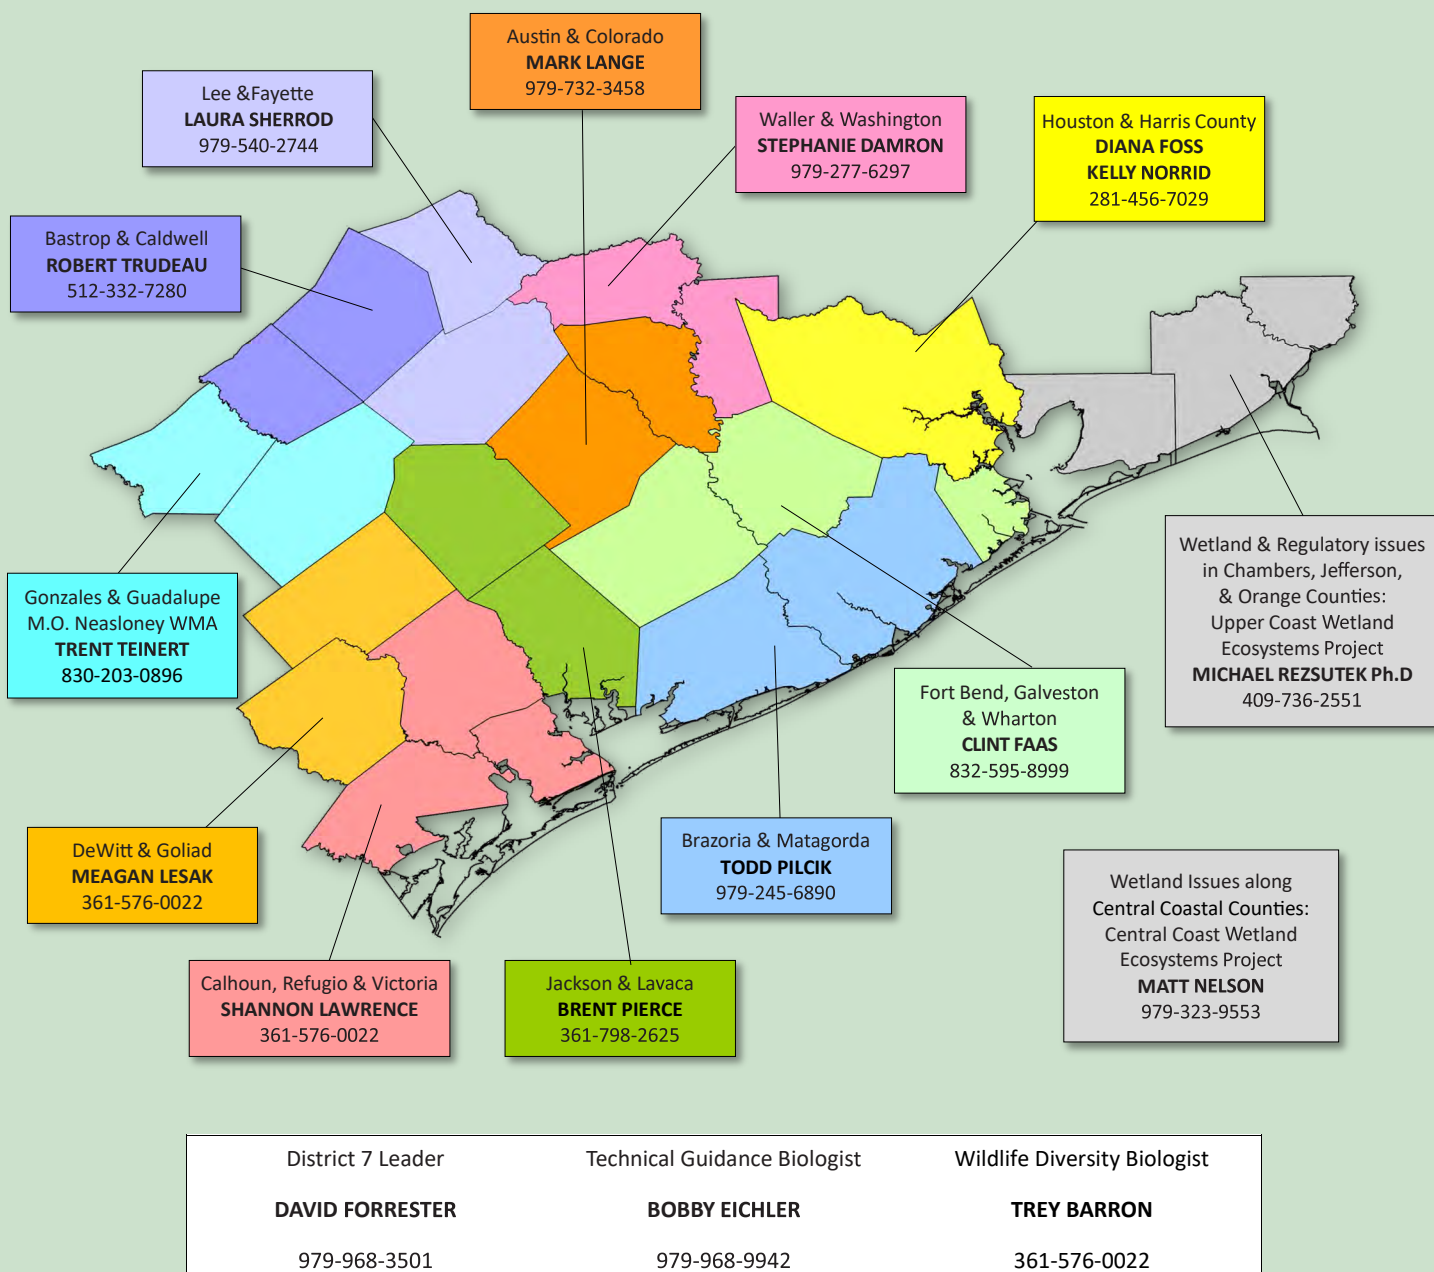 Austin & Colorado
MARK LANGE
979-732-3458
Lee &Fayette
LAURA SHERROD
979-540-2744
Waller & Washington
STEPHANIE DAMRON
979-277-6297
Houston & Harris County
DIANA FOSS
KELLY NORRID
281-456-7029
Bastrop & Caldwell
ROBERT TRUDEAU
512-332-7280
Gonzales & Guadalupe
M.O. Neasloney WMA
TRENT TEINERT
830-203-0896
Wetland & Regulatory issues
in Chambers, Jefferson,
& Orange Counties:
Upper Coast Wetland
Ecosystems Project
MICHAEL REZSUTEK Ph.D
409-736-2551
Fort Bend, Galveston
& Wharton
CLINT FAAS
832-595-8999
DeWitt & Goliad
MEAGAN LESAK
361-576-0022
Brazoria & Matagorda
TODD PILCIK
979-245-6890
Wetland Issues along
Central Coastal Counties:
Central Coast Wetland
Ecosystems Project
MATT NELSON
979-323-9553
Calhoun, Refugio & Victoria
SHANNON LAWRENCE
361-576-0022
Jackson & Lavaca
BRENT PIERCE
361-798-2625
District 7 Leader
DAVID FORRESTER
979-968-3501
Technical Guidance Biologist
BOBBY EICHLER
979-968-9942
Wildlife Diversity Biologist
TREY BARRON
361-576-0022